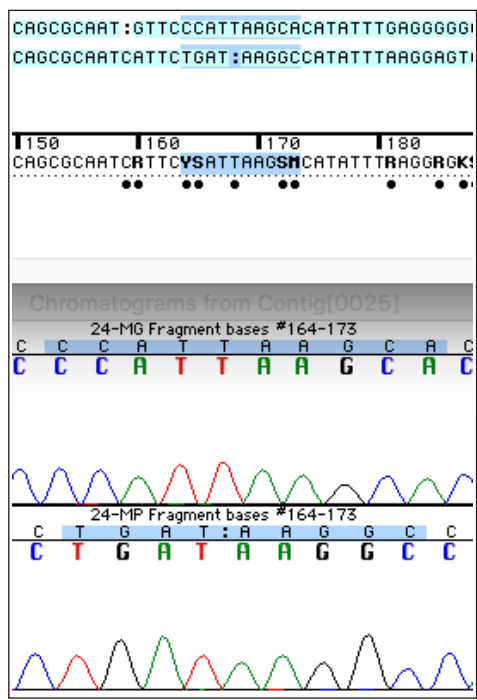 CAGCGCAAT:GTTCCCATTAAGCACATATTTGAGGGGG
CAGCGCAATCATTCTGAT:AAGGCCATATTTAAGGAGT
150 160 170 180
CAGCGCAATCRTTCYSATTAAGSMCATATTTRAGGRGK
Chromatograms from Contig[0025]
24-MG Fragment bases #164-173
C C C A T T A A G C A C
C C C A T T A A G C A C
24-MP Fragment bases #164-173
C T G A T : A A G G C C
C T G A T A A G G C C